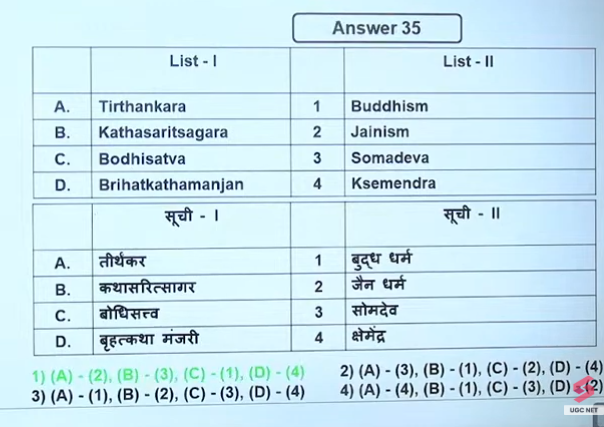 Answer 35
List - I List - II
A. Tirthankara 1 Buddhism
B. Kathasaritsagara 2 Jainism
C. Bodhisatva 3 Somadeva
D. Brihatkathamanjan 4 Ksemendra
सूची - I सूची - II
A. तीर्थंकर 1 बुद्ध धर्म
B. कथासरित्सागर 2 जैन धर्म
C. बोधिसत्त्व 3 सोमदेव
D. बृहत्कथा मंजरी 4 क्षेमेंद्र
1) (A) - (2), (B) - (3), (C) - (1), (D) - (4) 2) (A) - (3), (B) - (1), (C) - (2), (D) - (4)
3) (A) - (1), (B) - (2), (C) - (3), (D) - (4) 4) (A) - (4), (B) - (1), (C) - (3), (D) - (2)
UGC NET